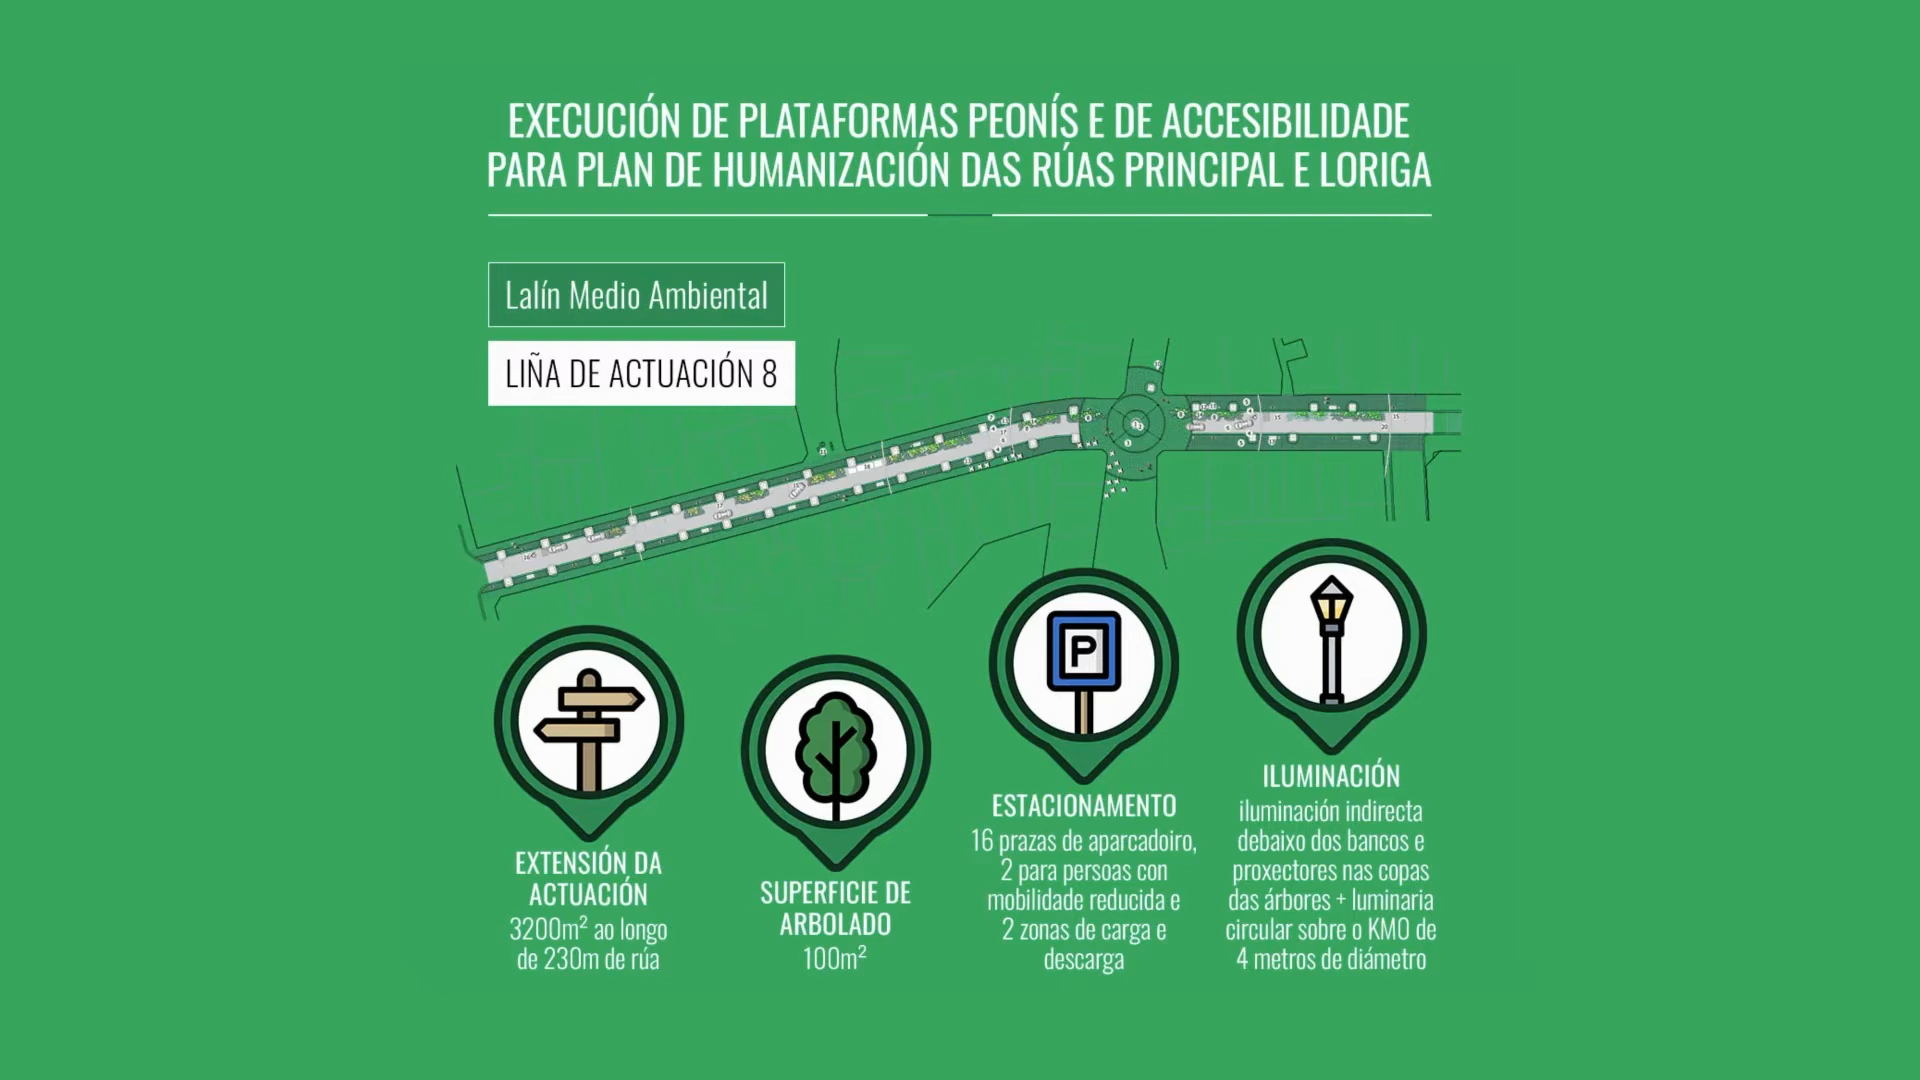 EXECUCIÓN DE PLATAFORMAS PEONÍS E DE ACCESIBILIDADE
PARA PLAN DE HUMANIZACIÓN DAS RÚAS PRINCIPAL E LORIGA
Lalín Medio Ambiental
LIÑA DE ACTUACIÓN 8
P
EXTENSIÓN DA
ACTUACIÓN
3200m² ao longo
de 230m de rúa
SUPERFICIE DE
ARBOLADO
100m²
ESTACIONAMENTO
16 prazas de aparcadoiro,
2 para persoas con
mobilidade reducida e
2 zonas de carga e
descarga
ILUMINACIÓN
iluminación indirecta
debaixo dos bancos e
proxectores nas copas
das árbores + luminaria
circular sobre o KM0 de
4 metros de diámetro